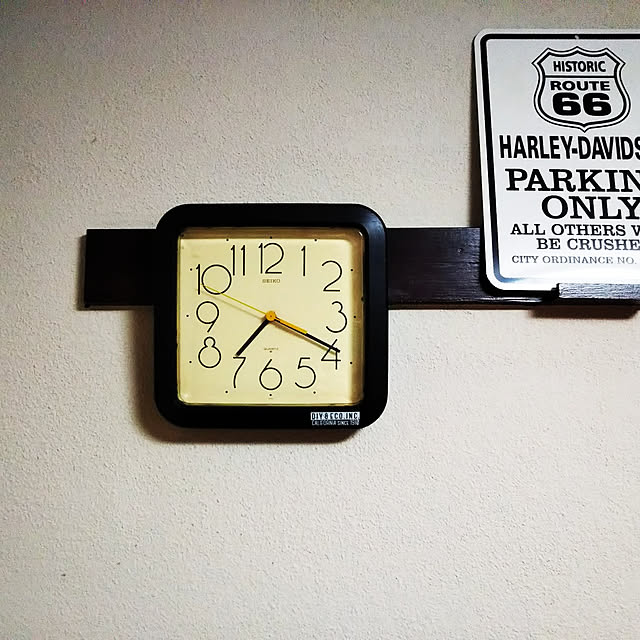 HISTORIC
ROUTE
66
HARLEY-DAVIDS
PARKIN
ONLY
ALL OTHERS
BE CRUSHE
CITY ORDINANCE NO.
11 12 1
10 2
SEIKO
9 3
8 4
QUARTZ
7 6 5
DIY & ECO.INC.
CALIFORNIA SINCE